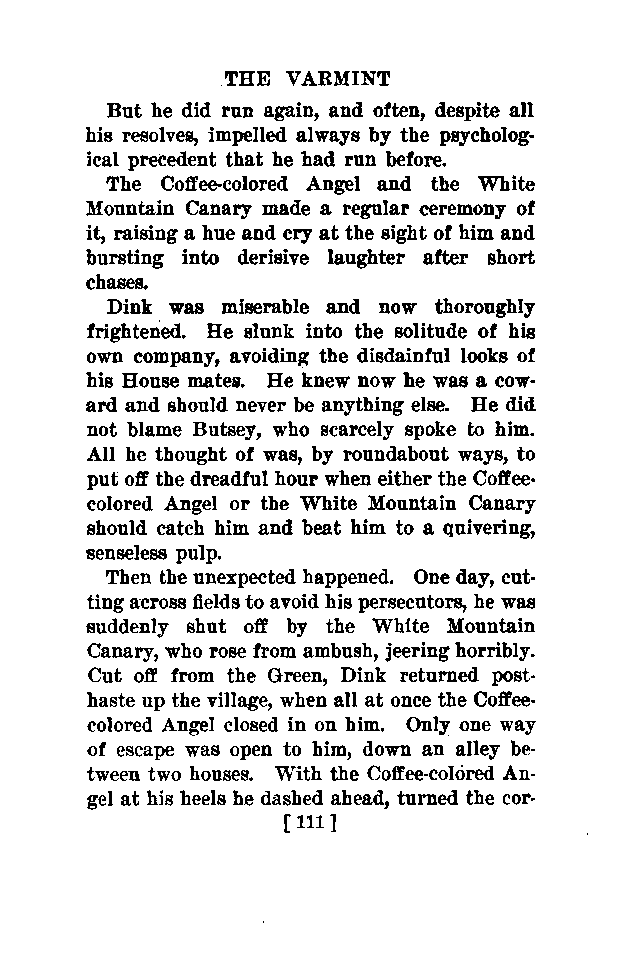 THE VARMINT
But he did run again, and often, despite all
his resolves, impelled always by the psycholog-
ical precedent that he had run before.
The Coffee-colored Angel and the White
Mountain Canary made a regular ceremony of
it, raising a hue and cry at the sight of him and
bursting into derisive laughter after short
chases.
Dink was miserable and now thoroughly
frightened. He slunk into the solitude of his
own company, avoiding the disdainful looks of
his House mates. He knew now he was a cow-
ard and should never be anything else. He did
not blame Butsey, who scarcely spoke to him.
All he thought of was, by roundabout ways, to
put off the dreadful hour when either the Coffee-
colored Angel or the White Mountain Canary
should catch him and beat him to a quivering,
senseless pulp.
Then the unexpected happened. One day, cut-
ting across fields to avoid his persecutors, he was
suddenly shut off by the White Mountain
Canary, who rose from ambush, jeering horribly.
Cut off from the Green, Dink returned post-
haste up the village, when all at once the Coffee-
colored Angel closed in on him. Only one way
of escape was open to him, down an alley be-
tween two houses. With the Coffee-colored An-
gel at his heels he dashed ahead, turned the cor-
[ 111 ]